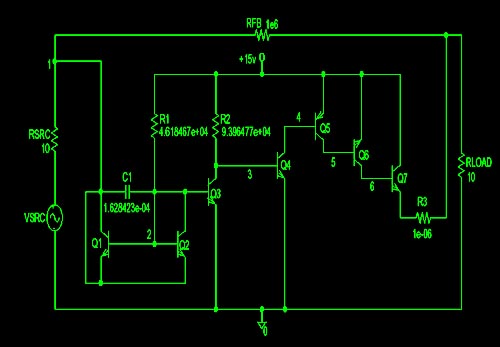 RFB 1e6
+15v 0
1
R1
4.618467e+04
R2
9.396477e+04
4
Q5
RSRC
10
5
Q6
RLOAD
10
C1
1.628423e-04
3
Q4
6
Q7
Q3
R3
1e-06
VSRC
Q1
2
Q2
0